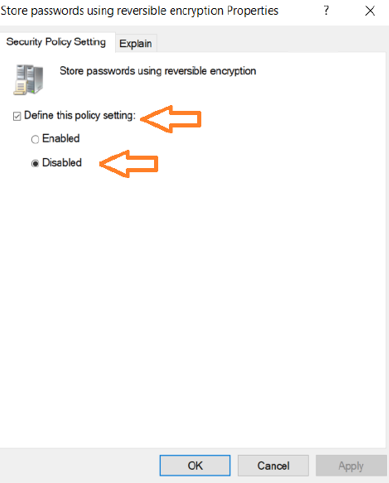 Store passwords using reversible encryption Properties
Security Policy Setting
Explain
Store passwords using reversible encryption
Define this policy setting:
Enabled
Disabled
OK
Cancel
Apply